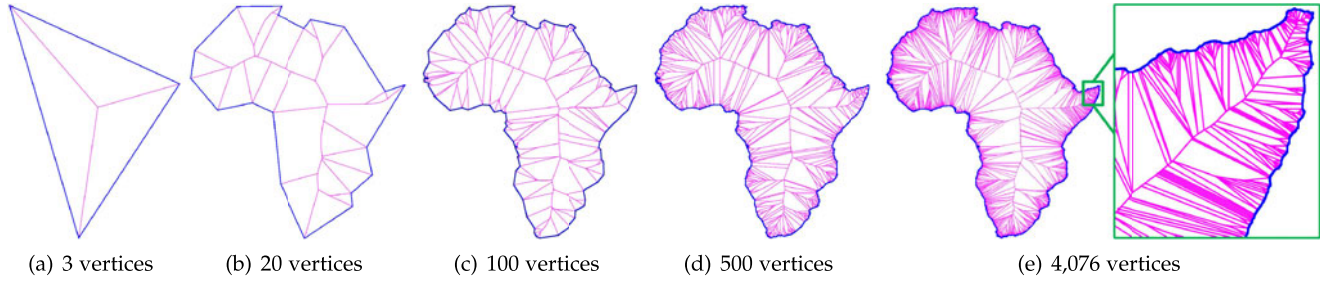 (a) 3 vertices
(b) 20 vertices
(c) 100 vertices
(d) 500 vertices
(e) 4,076 vertices